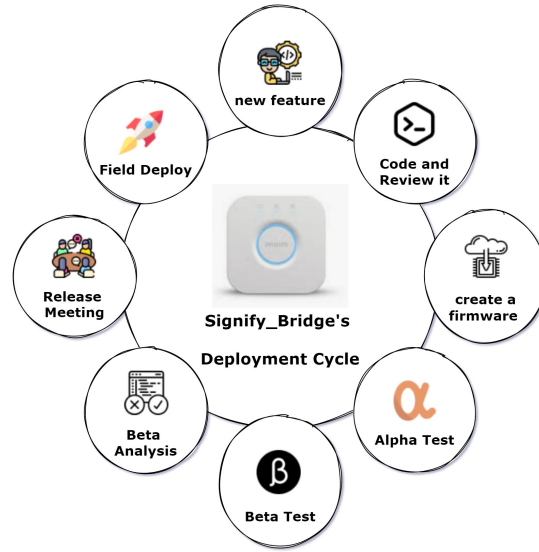 new feature
Code and
Review it
create a
firmware
Alpha Test
Beta Test
Beta
Analysis
Release
Meeting
Field Deploy
PHILIPS
Signify_Bridge's
Deployment Cycle
α
β